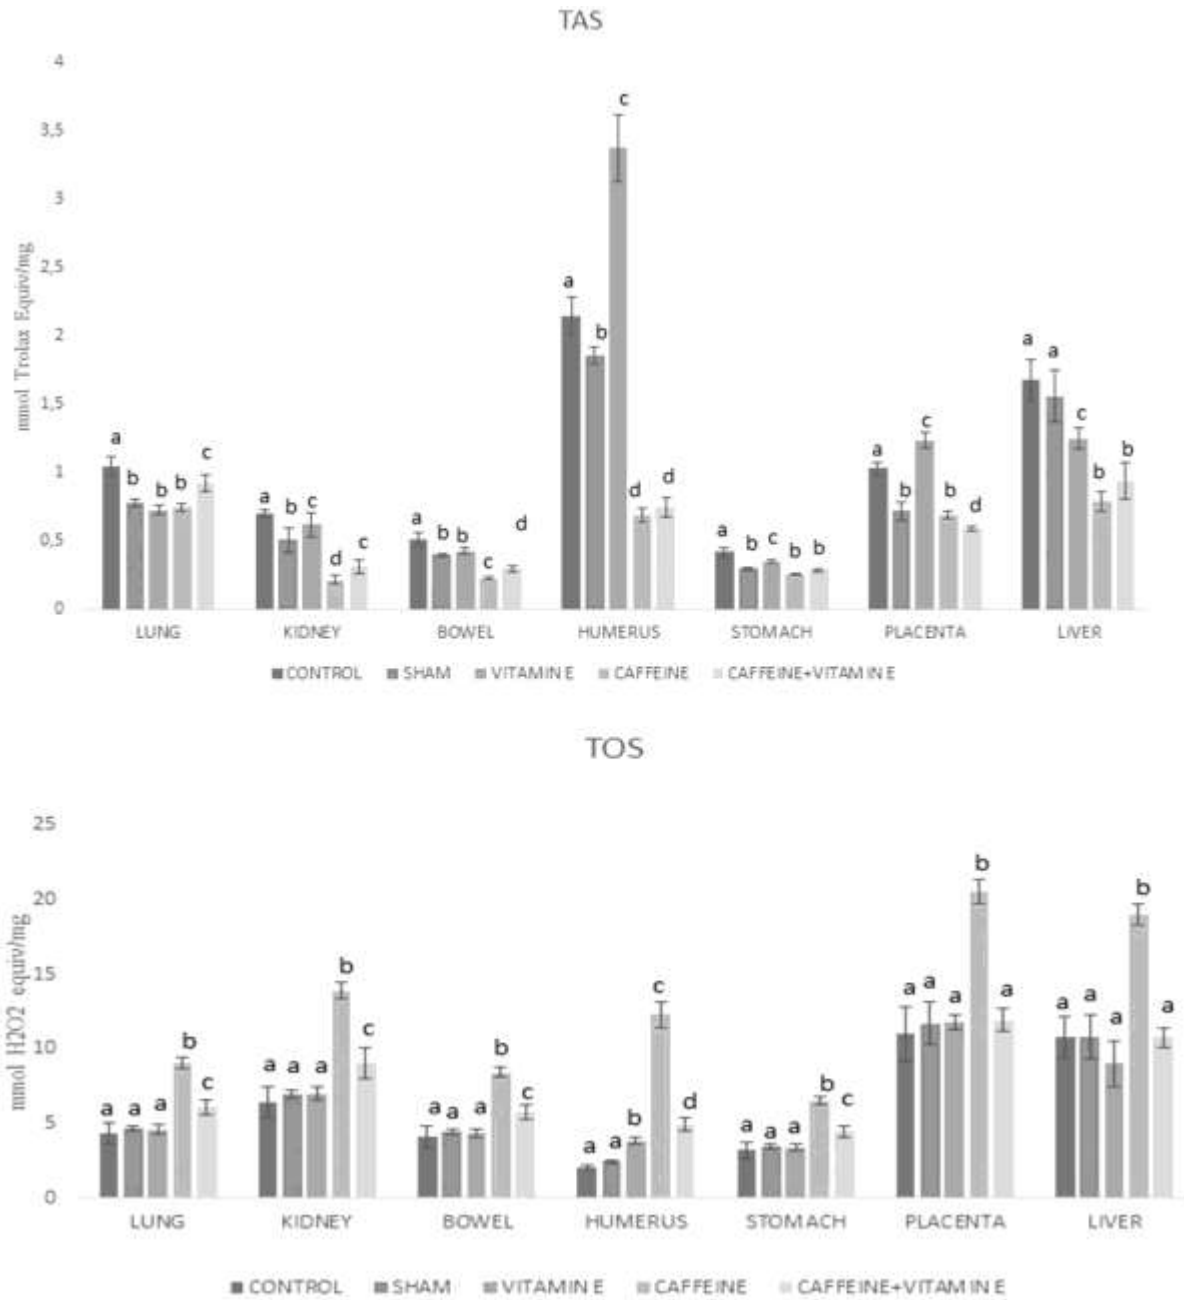 TAS
4
c
3,5
3
2,5
a
b
2
a a
1,5
c c
a a b
1
c
b b b
b d d b d
a b c
0,5
a b b a b c b b
d c c d
0
mmol Trolax Equiv/mg
LUNG KIDNEY BOWEL HUMERUS STOMACH PLACENTA LIVER
CONTROL SHAM VITAMIN E CAFFEINE CAFFEINE+VITAMIN E
TOS
25
b
20
b
15
b c
a a a a a a a a
10
b c b
5
a a a c a a a a a a c a a b d a a a b c
0
mmol H2O2 equiv/mg
LUNG KIDNEY BOWEL HUMERUS STOMACH PLACENTA LIVER
CONTROL SHAM VITAMIN E CAFFEINE CAFFEINE+VITAMIN E